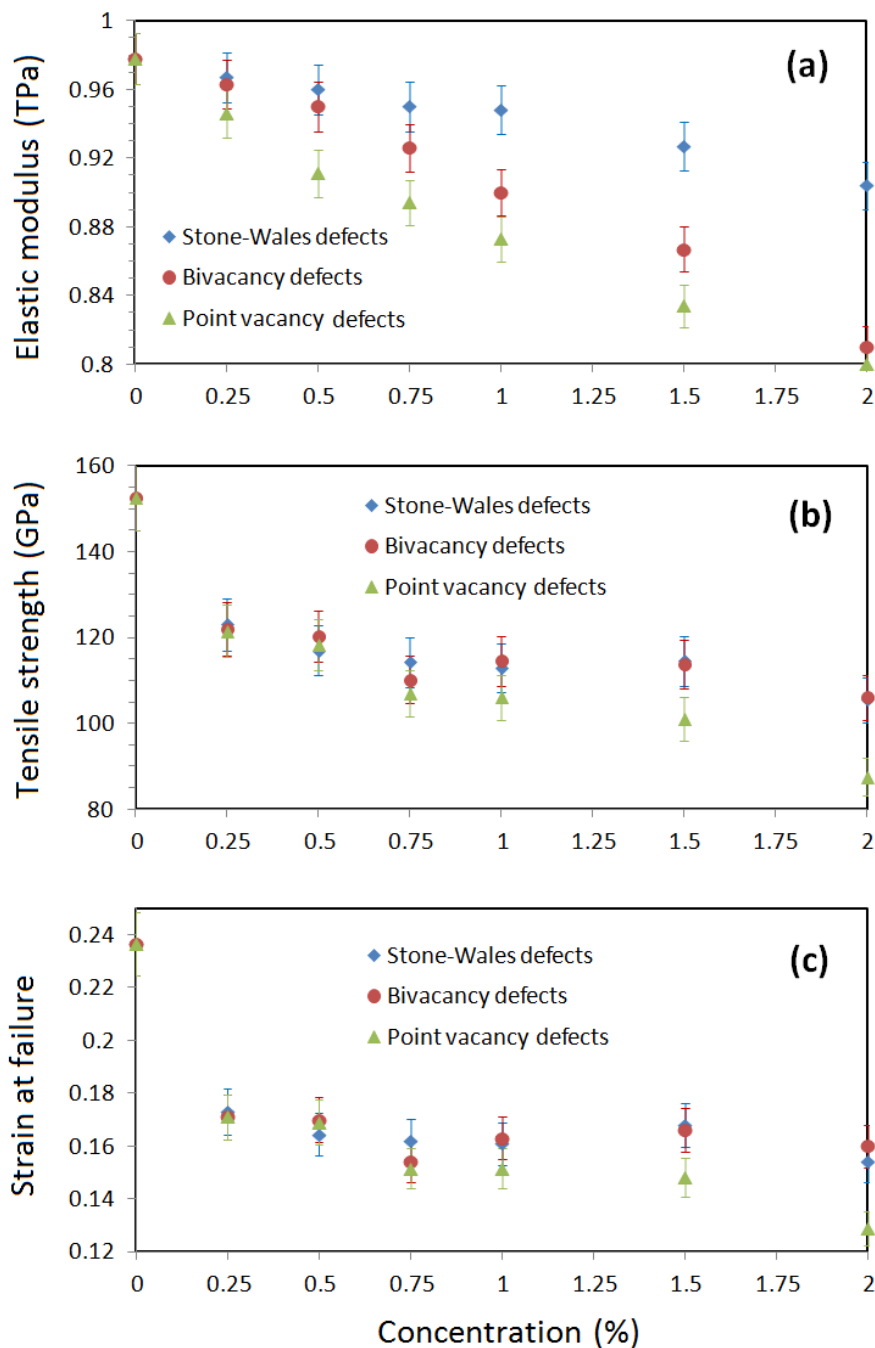 1
(a)
0.96
0.92
0.88
0.84
0.8
Elastic modulus (TPa)
Stone-Wales defects
Bivacancy defects
Point vacancy defects
0 0.25 0.5 0.75 1 1.25 1.5 1.75 2
160
(b)
140
120
100
80
Tensile strength (GPa)
Stone-Wales defects
Bivacancy defects
Point vacancy defects
0 0.25 0.5 0.75 1 1.25 1.5 1.75 2
0.24
(c)
0.22
0.2
0.18
0.16
0.14
0.12
Strain at failure
Stone-Wales defects
Bivacancy defects
Point vacancy defects
0 0.25 0.5 0.75 1 1.25 1.5 1.75 2
Concentration (%)